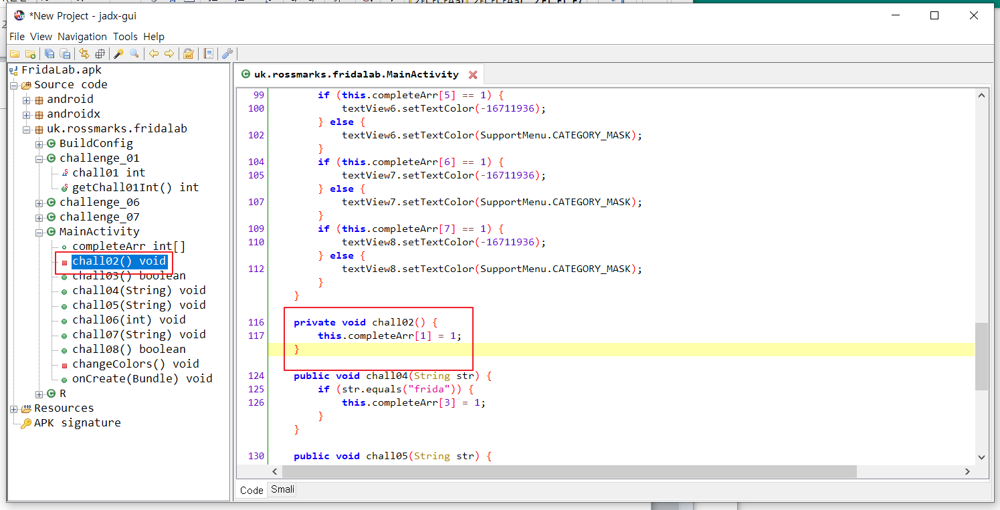 *New Project - jadx-gui
File View Navigation Tools Help
FridaLab.apk
Source code
android
androidx
uk.rossmarks.fridalab
BuildConfig
challenge_01
chall01 int
getChall01Int() int
challenge_06
challenge_07
MainActivity
completeArr int[]
chall02() void
chall03() boolean
chall04(String) void
chall05(String) void
chall06(int) void
chall07(String) void
chall08() boolean
changeColors() void
onCreate(Bundle) void
R
Resources
APK signature
uk.rossmarks.fridalab.MainActivity
99 if (this.completeArr[5] == 1) {
100 textView6.setTextColor(-16711936);
} else {
102 textView6.setTextColor(SupportMenu.CATEGORY_MASK);
}
104 if (this.completeArr[6] == 1) {
105 textView7.setTextColor(-16711936);
} else {
107 textView7.setTextColor(SupportMenu.CATEGORY_MASK);
}
109 if (this.completeArr[7] == 1) {
110 textView8.setTextColor(-16711936);
} else {
112 textView8.setTextColor(SupportMenu.CATEGORY_MASK);
}
}
116 private void chall02() {
117 this.completeArr[1] = 1;
}
124 public void chall04(String str) {
125 if (str.equals("frida")) {
126 this.completeArr[3] = 1;
}
}
130 public void chall05(String str) {
Code Smali